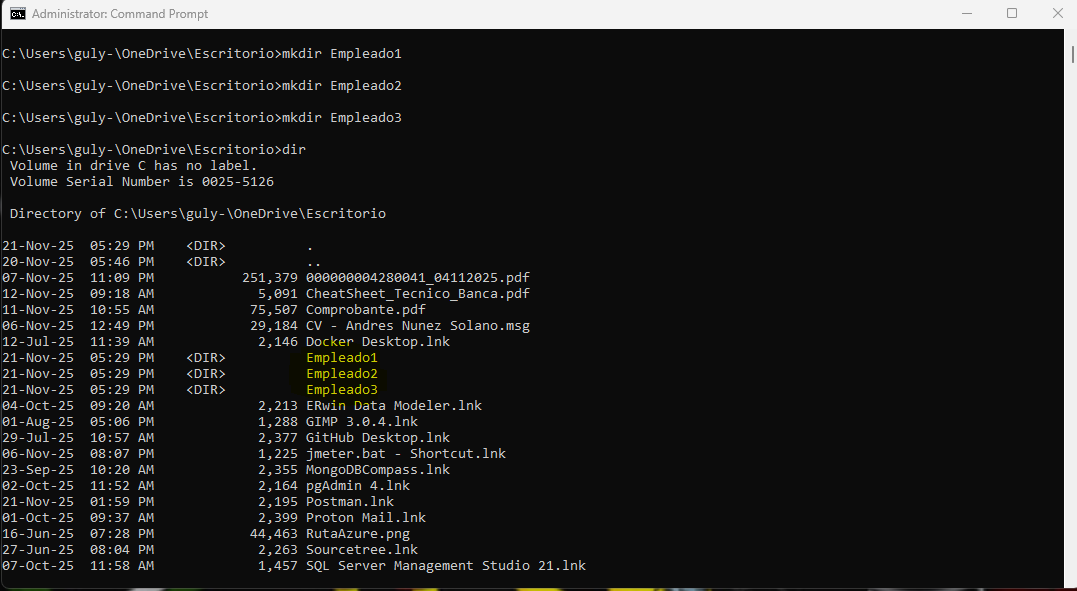 Administrator: Command Prompt
C:\Users\guly-\OneDrive\Escritorio>mkdir Empleado1
C:\Users\guly-\OneDrive\Escritorio>mkdir Empleado2
C:\Users\guly-\OneDrive\Escritorio>mkdir Empleado3
C:\Users\guly-\OneDrive\Escritorio>dir
Volume in drive C has no label.
Volume Serial Number is 0025-5126
Directory of C:\Users\guly-\OneDrive\Escritorio
21-Nov-25 05:29 PM <DIR> .
20-Nov-25 05:46 PM <DIR> ..
07-Nov-25 11:09 PM 251,379 000000004280041_04112025.pdf
12-Nov-25 09:18 AM 5,091 CheatSheet_Tecnico_Banca.pdf
11-Nov-25 10:55 AM 75,507 Comprobante.pdf
06-Nov-25 12:49 PM 29,184 CV - Andres Nunez Solano.msg
12-Jul-25 11:39 AM 2,146 Docker Desktop.lnk
21-Nov-25 05:29 PM <DIR> Empleado1
21-Nov-25 05:29 PM <DIR> Empleado2
21-Nov-25 05:29 PM <DIR> Empleado3
04-Oct-25 09:20 AM 2,213 ERwin Data Modeler.lnk
01-Aug-25 05:06 PM 1,288 GIMP 3.0.4.lnk
29-Jul-25 10:57 AM 2,377 GitHub Desktop.lnk
06-Nov-25 08:07 PM 1,225 jmeter.bat - Shortcut.lnk
23-Sep-25 10:20 AM 2,355 MongoDBCompass.lnk
02-Oct-25 11:52 AM 2,164 pgAdmin 4.lnk
21-Nov-25 01:59 PM 2,195 Postman.lnk
01-Oct-25 09:37 AM 2,399 Proton Mail.lnk
16-Jun-25 07:28 PM 44,463 RutaAzure.png
27-Jun-25 08:04 PM 2,263 Sourcetree.lnk
07-Oct-25 11:58 AM 1,457 SQL Server Management Studio 21.lnk